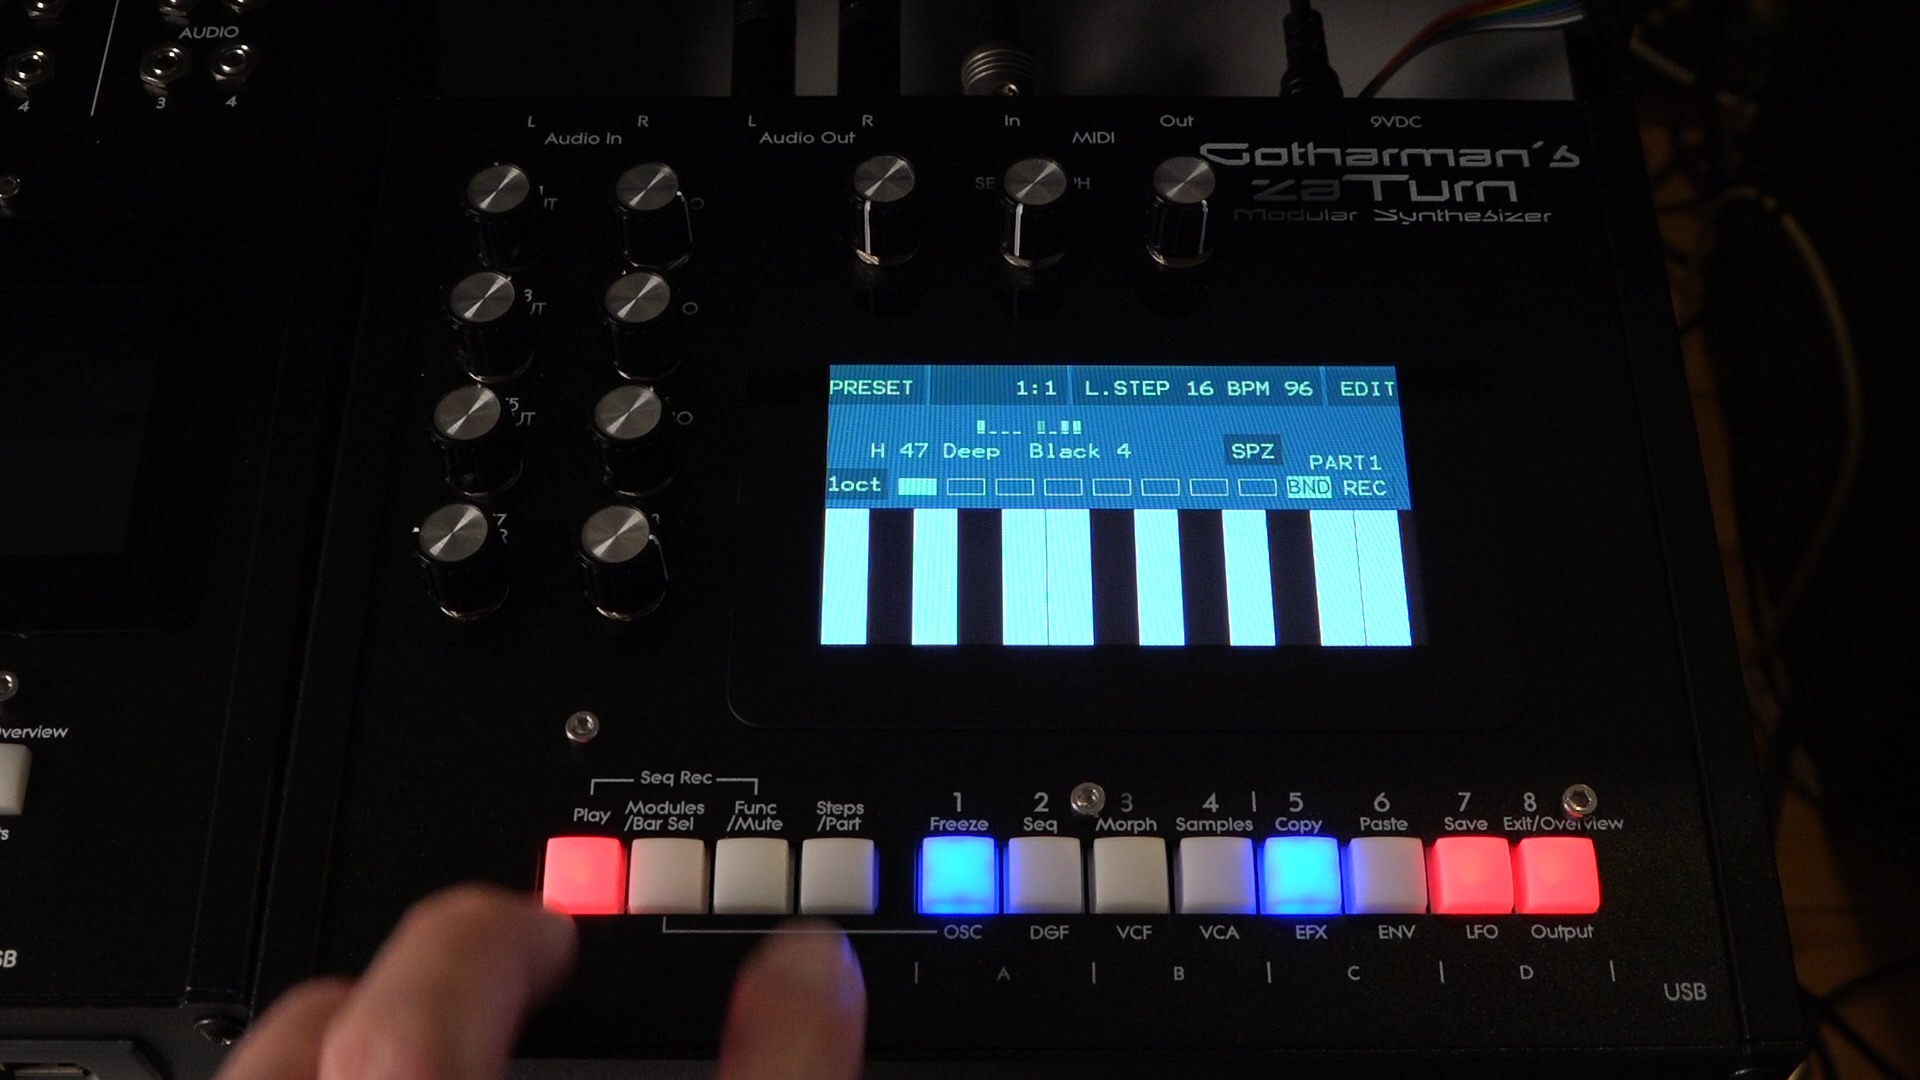 AUDIO
4 3 4
L R L R In Out 9VDC
Audio In Audio Out MIDI
Gotharman's
zaTurn
Modular Synthesizer
PRESET 1:1 L.STEP 16 BPM 96 EDIT
H 47 Deep Black 4 SPZ PART1
1oct BND REC
Seq Rec
Play Modules /Bar Sel Func /Mute Steps /Part
1 2 3 4 5 6 7 8
Freeze Seq Morph Samples Copy Paste Save Exit/Overview
OSC DGF VCF VCA EFX ENV LFO Output
A B C D
USB